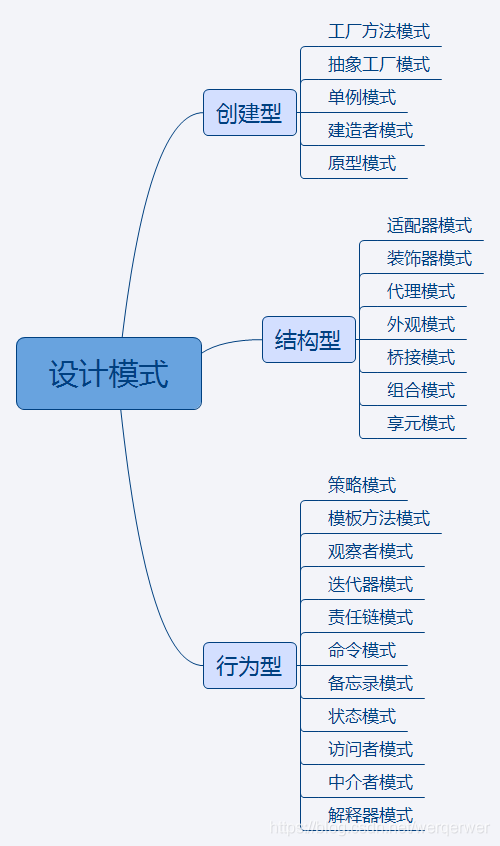 设计模式
创建型
工厂方法模式
抽象工厂模式
单例模式
建造者模式
原型模式
结构型
适配器模式
装饰器模式
代理模式
外观模式
桥接模式
组合模式
享元模式
行为型
策略模式
模板方法模式
观察者模式
迭代器模式
责任链模式
命令模式
备忘录模式
状态模式
访问者模式
中介者模式
解释器模式